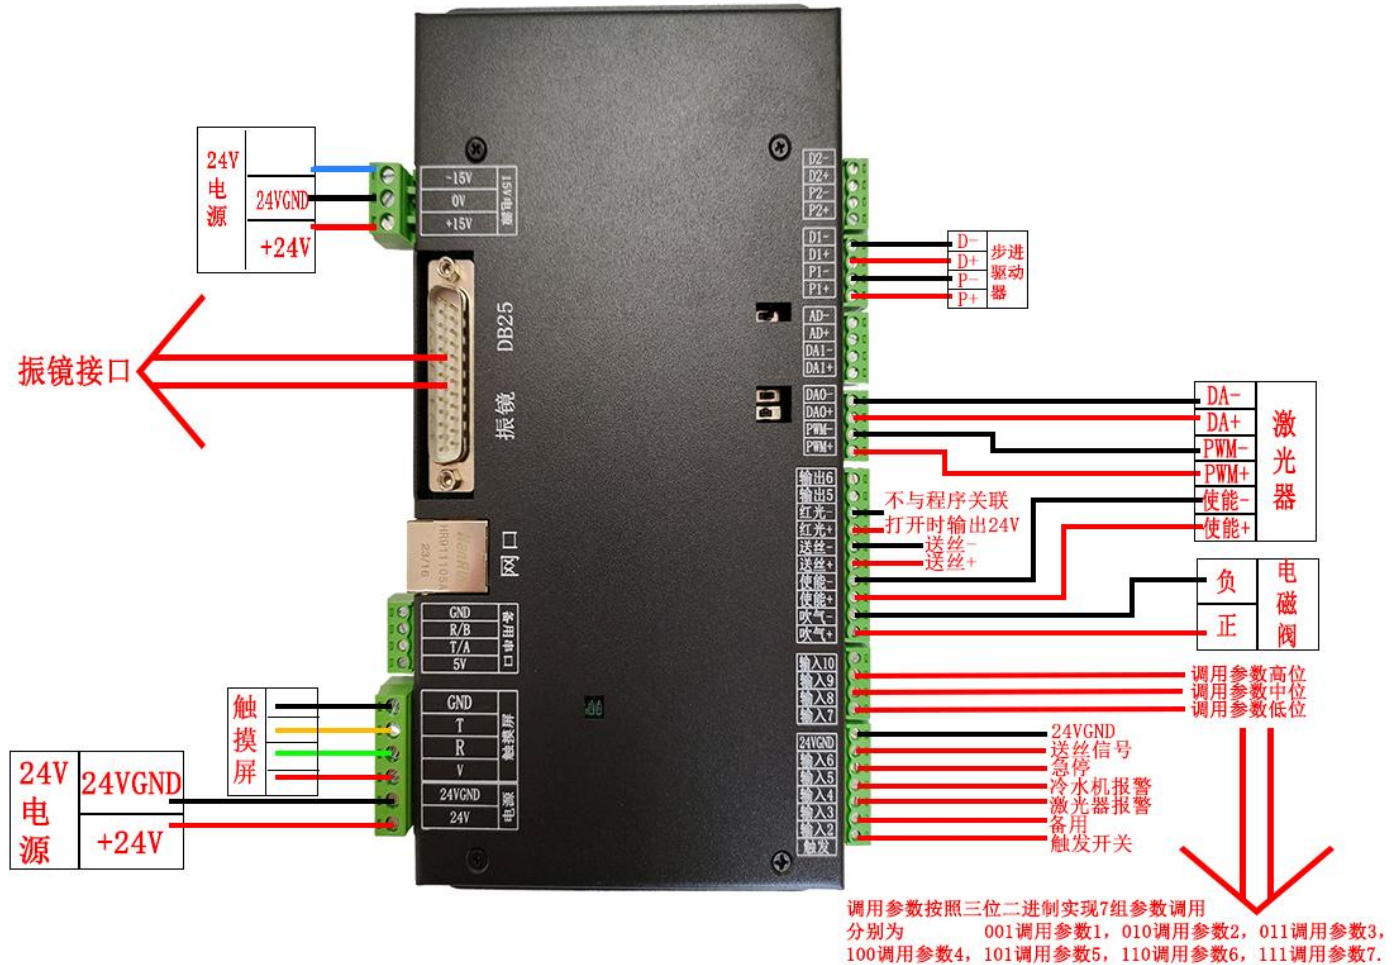 24V
电
源
24VGND
+24V
-15V
0V
+15V
15V电源
振镜接口
振镜 DB25
网口
HanRun
HR911105A
23/16
GND
R/B
T/A
5V
备用串口
触
摸
屏
GND
T
R
V
触摸屏
24V
电
源
24VGND
+24V
24VGND
24V
电源
D2-
D2+
P2-
P2+
D1-
D1+
P1-
P1+
D-
D+
P-
P+
步进
驱动
器
AD-
AD+
DA1-
DA1+
DA0-
DA0+
PWM-
PWM+
DA-
DA+
PWM-
PWM+
使能-
使能+
激
光
器
输出6
输出5
红光-
红光+
送丝-
送丝+
使能-
使能+
吹气-
吹气+
不与程序关联
打开时输出24V
送丝-
送丝+
负
正
电
磁
阀
输入10
输入9
输入8
输入7
调用参数高位
调用参数中位
调用参数低位
24VGND
输入6
输入5
输入4
输入3
输入2
触发
24VGND
送丝信号
急停
冷水机报警
激光器报警
备用
触发开关
调用参数按照三位二进制实现7组参数调用
分别为 001调用参数1, 010调用参数2, 011调用参数3,
100调用参数4, 101调用参数5, 110调用参数6, 111调用参数7.